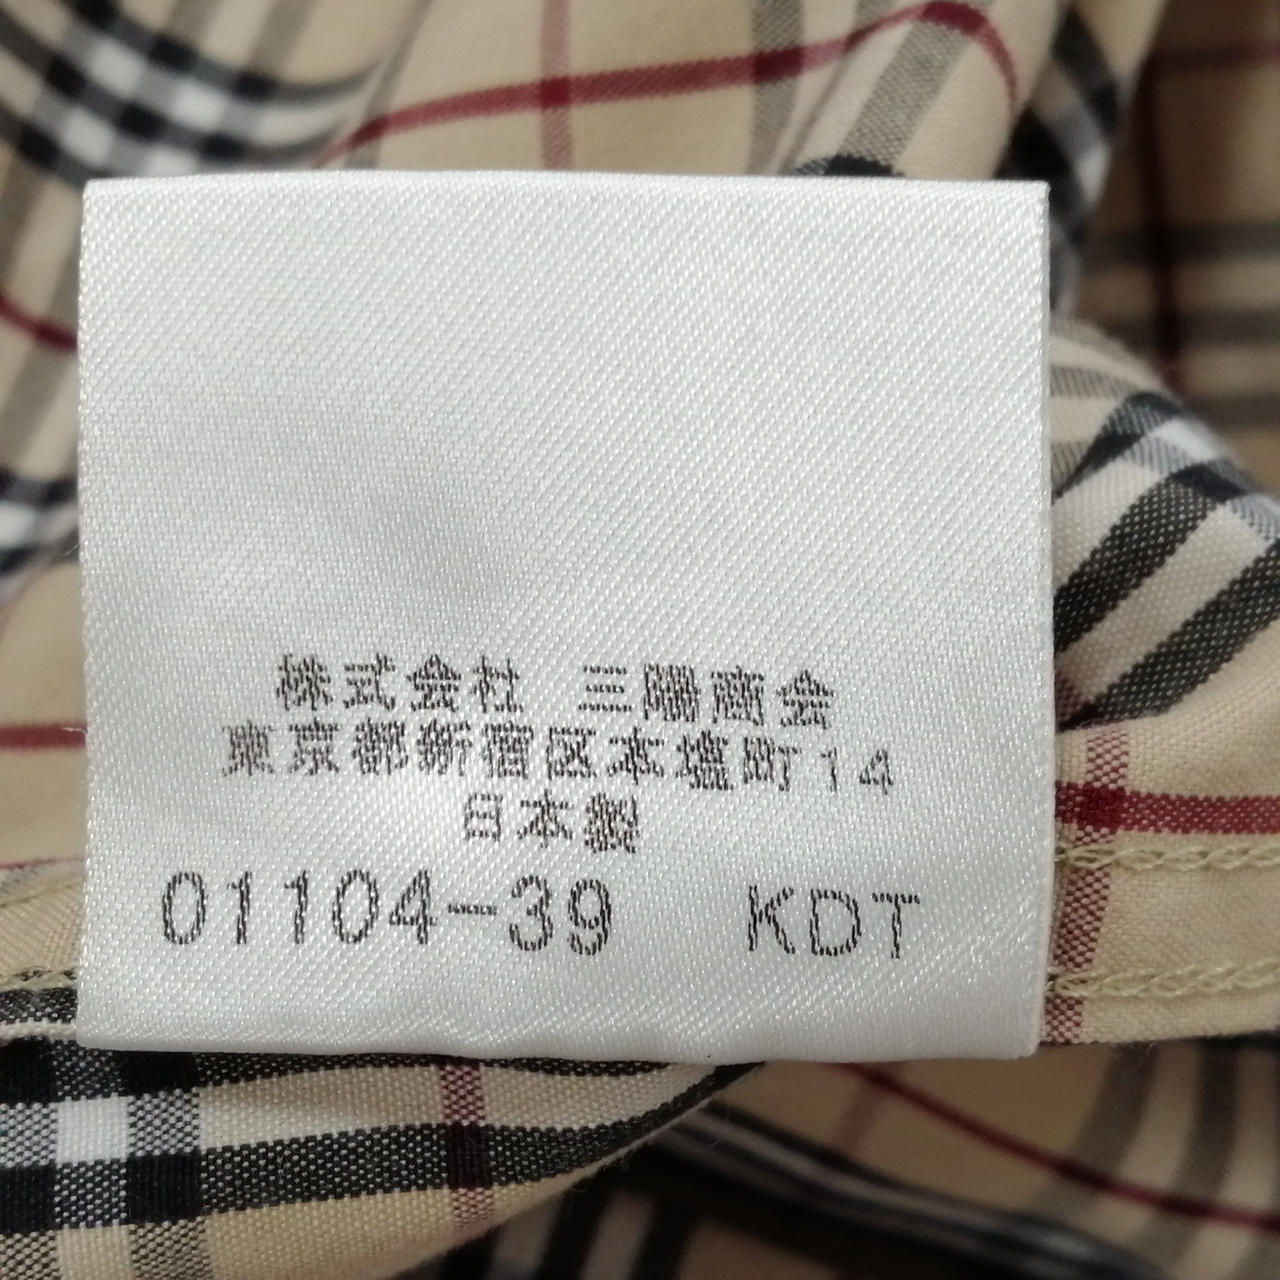 株式会社 三陽商会
東京都新宿区本塩町14
日本製
01104-39 KDT